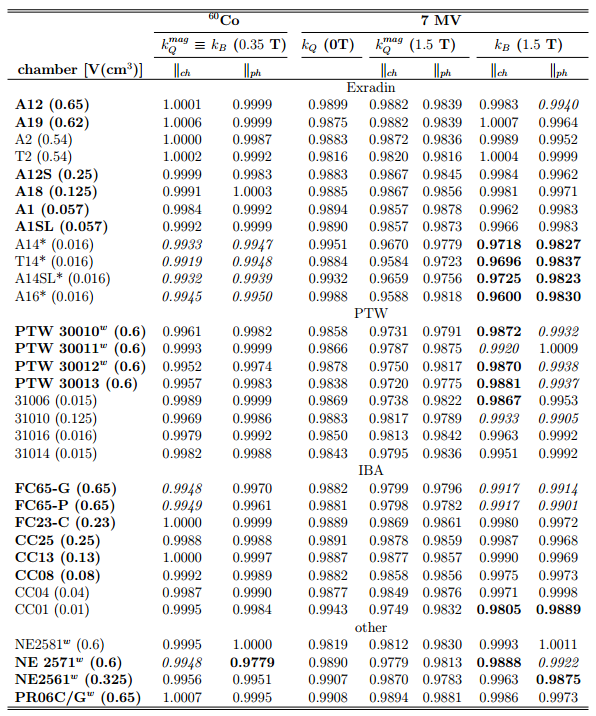 ⁶⁰Co 7 MV
k_Q^mag ≡ k_B (0.35 T) k_Q (0T) k_Q^mag (1.5 T) k_B (1.5 T)
chamber [V(cm³)] ∥ch ∥ph ∥ch ∥ph ∥ch ∥ph
Exradin
A12 (0.65) 1.0001 0.9999 0.9899 0.9882 0.9839 0.9983 0.9940
A19 (0.62) 1.0006 0.9999 0.9875 0.9882 0.9839 1.0007 0.9964
A2 (0.54) 1.0000 0.9987 0.9883 0.9872 0.9836 0.9989 0.9952
T2 (0.54) 1.0002 0.9992 0.9816 0.9820 0.9816 1.0004 0.9999
A12S (0.25) 0.9999 0.9983 0.9883 0.9867 0.9845 0.9984 0.9962
A18 (0.125) 0.9991 1.0003 0.9885 0.9867 0.9856 0.9981 0.9971
A1 (0.057) 0.9984 0.9992 0.9894 0.9857 0.9878 0.9962 0.9983
A1SL (0.057) 0.9992 0.9999 0.9890 0.9857 0.9873 0.9966 0.9983
A14* (0.016) 0.9933 0.9947 0.9951 0.9670 0.9779 0.9718 0.9827
T14* (0.016) 0.9919 0.9948 0.9884 0.9584 0.9723 0.9696 0.9837
A14SL* (0.016) 0.9932 0.9939 0.9932 0.9659 0.9756 0.9725 0.9823
A16* (0.016) 0.9945 0.9950 0.9988 0.9588 0.9818 0.9600 0.9830
PTW
PTW 30010ʷ (0.6) 0.9961 0.9982 0.9858 0.9731 0.9791 0.9872 0.9932
PTW 30011ʷ (0.6) 0.9993 0.9999 0.9866 0.9787 0.9875 0.9920 1.0009
PTW 30012ʷ (0.6) 0.9952 0.9974 0.9878 0.9750 0.9817 0.9870 0.9938
PTW 30013 (0.6) 0.9957 0.9983 0.9838 0.9720 0.9775 0.9881 0.9937
31006 (0.015) 0.9989 0.9999 0.9869 0.9738 0.9822 0.9867 0.9953
31010 (0.125) 0.9969 0.9986 0.9883 0.9817 0.9789 0.9933 0.9905
31016 (0.016) 0.9979 0.9992 0.9850 0.9813 0.9842 0.9963 0.9992
31014 (0.015) 0.9982 0.9988 0.9843 0.9795 0.9836 0.9951 0.9992
IBA
FC65-G (0.65) 0.9948 0.9970 0.9882 0.9799 0.9796 0.9917 0.9914
FC65-P (0.65) 0.9949 0.9961 0.9881 0.9798 0.9782 0.9917 0.9901
FC23-C (0.23) 1.0000 0.9999 0.9889 0.9869 0.9861 0.9980 0.9972
CC25 (0.25) 0.9988 0.9988 0.9891 0.9878 0.9859 0.9987 0.9968
CC13 (0.13) 1.0000 0.9997 0.9887 0.9877 0.9857 0.9990 0.9969
CC08 (0.08) 0.9992 0.9989 0.9882 0.9858 0.9856 0.9975 0.9973
CC04 (0.04) 0.9987 0.9990 0.9877 0.9849 0.9876 0.9971 0.9998
CC01 (0.01) 0.9995 0.9984 0.9943 0.9749 0.9832 0.9805 0.9889
other
NE2581ʷ (0.6) 0.9995 1.0000 0.9819 0.9812 0.9830 0.9993 1.0011
NE 2571ʷ (0.6) 0.9948 0.9779 0.9890 0.9779 0.9813 0.9888 0.9922
NE2561ʷ (0.325) 0.9956 0.9951 0.9907 0.9870 0.9783 0.9963 0.9875
PR06C/Gʷ (0.65) 1.0007 0.9995 0.9908 0.9894 0.9881 0.9986 0.9973